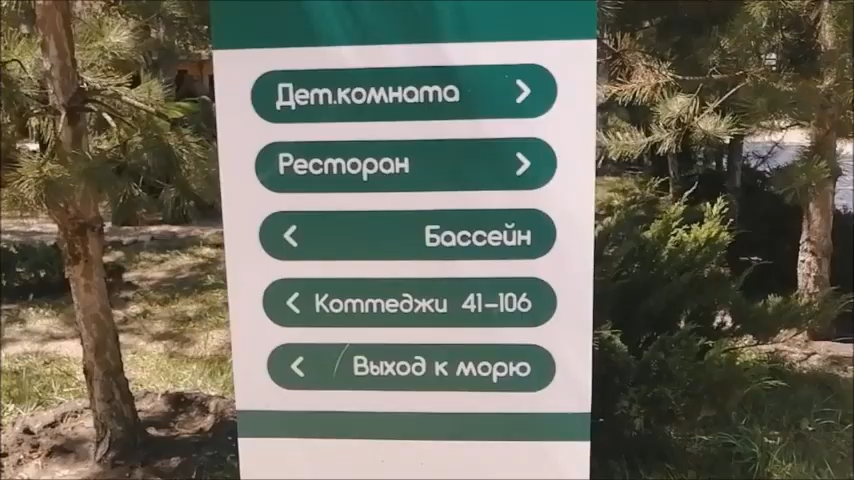 Дет.комната
Ресторан
Бассейн
Коттеджи 41-106
Выход к морю